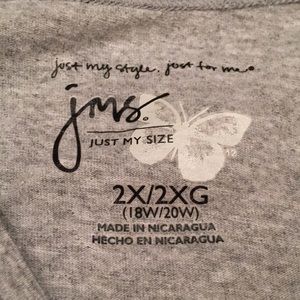 just my style. just for me.
jms.
JUST MY SIZE
2X/2XG
(18W/20W)
MADE IN NICARAGUA
HECHO EN NICARAGUA